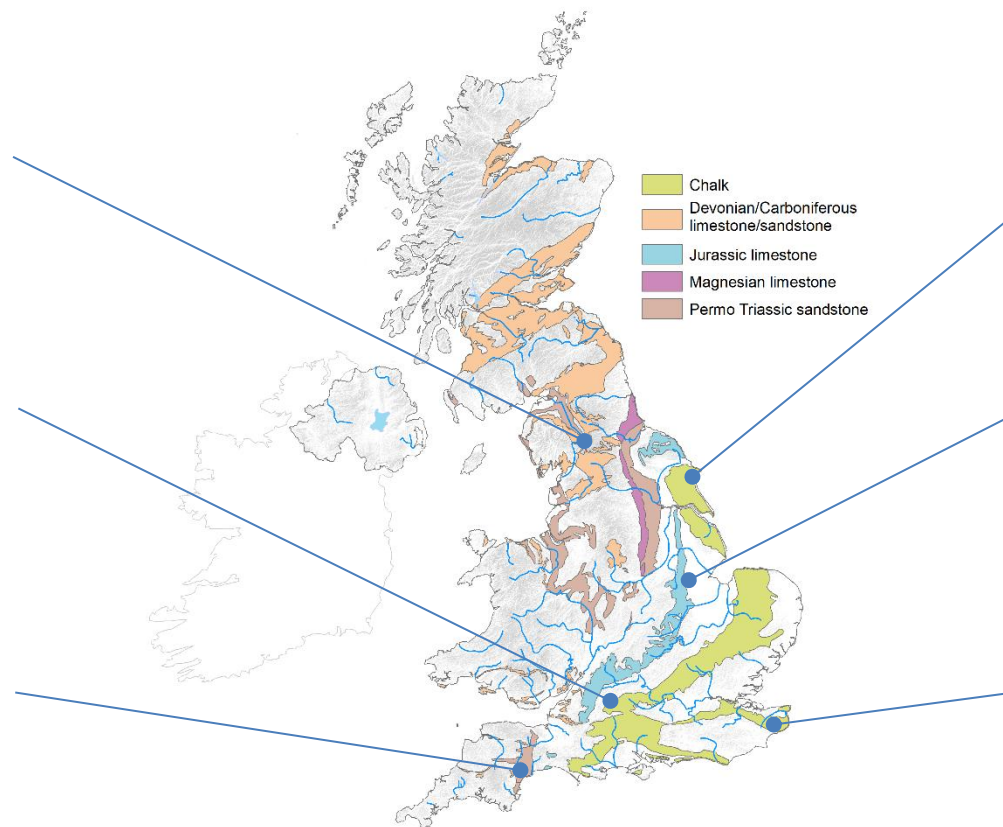 Chalk
Devonian/Carboniferous
limestone/sandstone
Jurassic limestone
Magnesian limestone
Permo Triassic sandstone